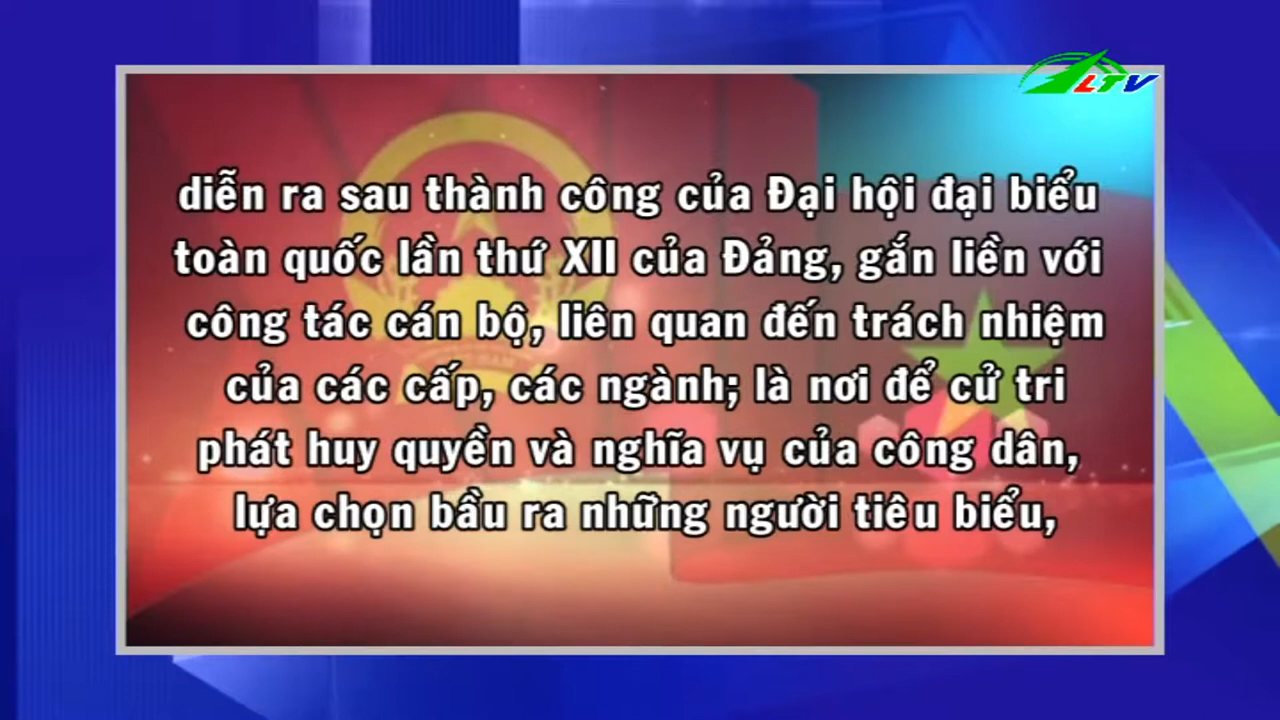 LTV
diễn ra sau thành công của Đại hội đại biểu
toàn quốc lần thứ XII của Đảng, gắn liền với
công tác cán bộ, liên quan đến trách nhiệm
của các cấp, các ngành; là nơi để cử tri
phát huy quyền và nghĩa vụ của công dân,
lựa chọn bầu ra những người tiêu biểu,